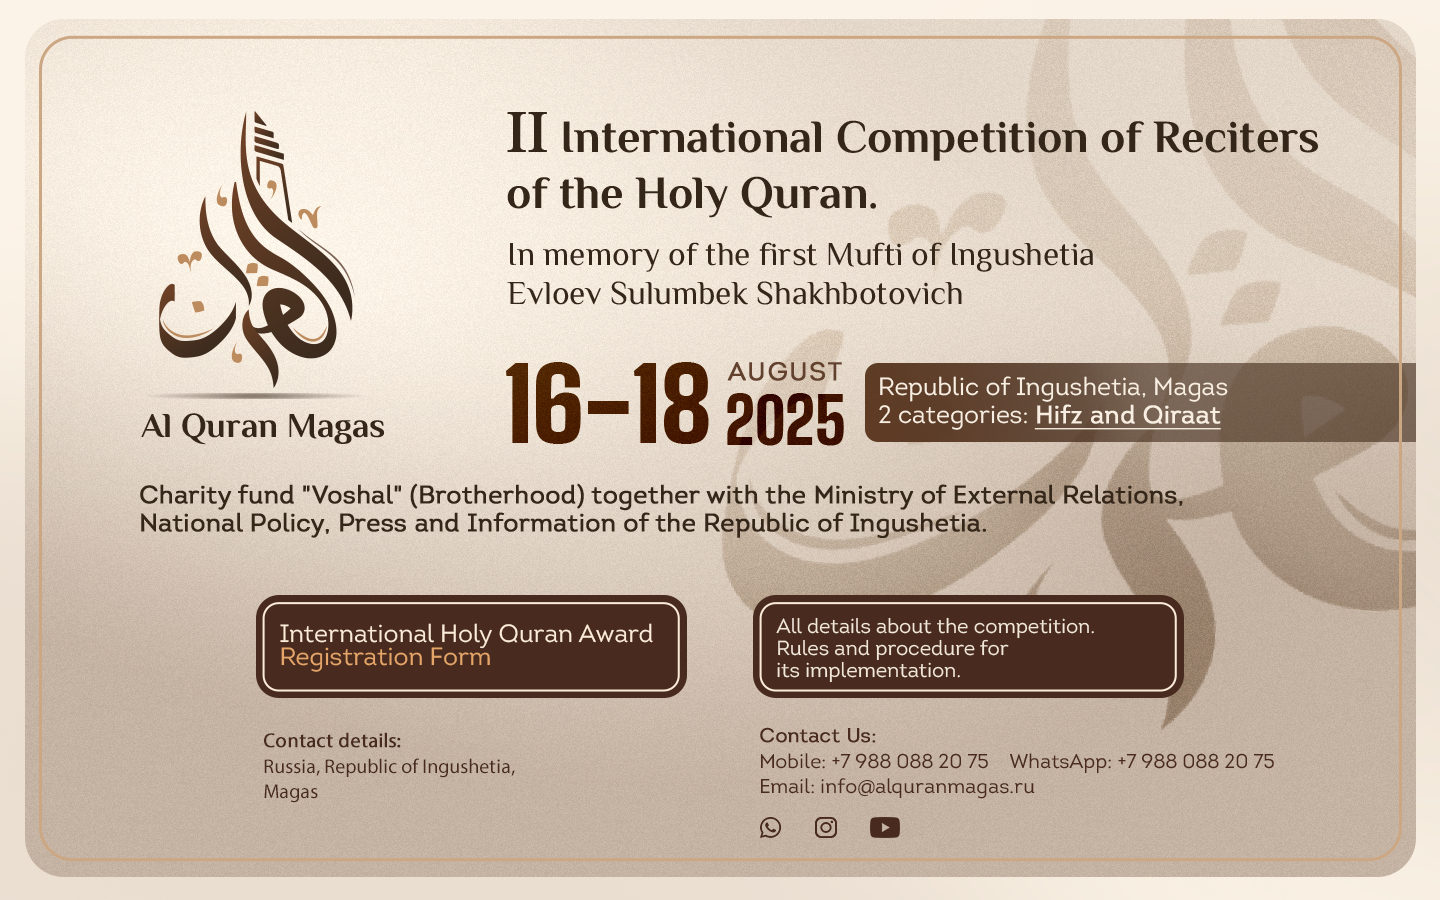 II International Competition of Reciters
of the Holy Quran.
In memory of the first Mufti of Ingushetia
Evloev Sulumbek Shakhbotovich
16–18 AUGUST 2025
Republic of Ingushetia, Magas
2 categories: Hifz and Qiraat
Al Quran Magas
Charity fund "Voshal" (Brotherhood) together with the Ministry of External Relations,
National Policy, Press and Information of the Republic of Ingushetia.
International Holy Quran Award
Registration Form
All details about the competition.
Rules and procedure for
its implementation.
Contact details:
Russia, Republic of Ingushetia,
Magas
Contact Us:
Mobile: +7 988 088 20 75 WhatsApp: +7 988 088 20 75
Email: info@alquranmagas.ru